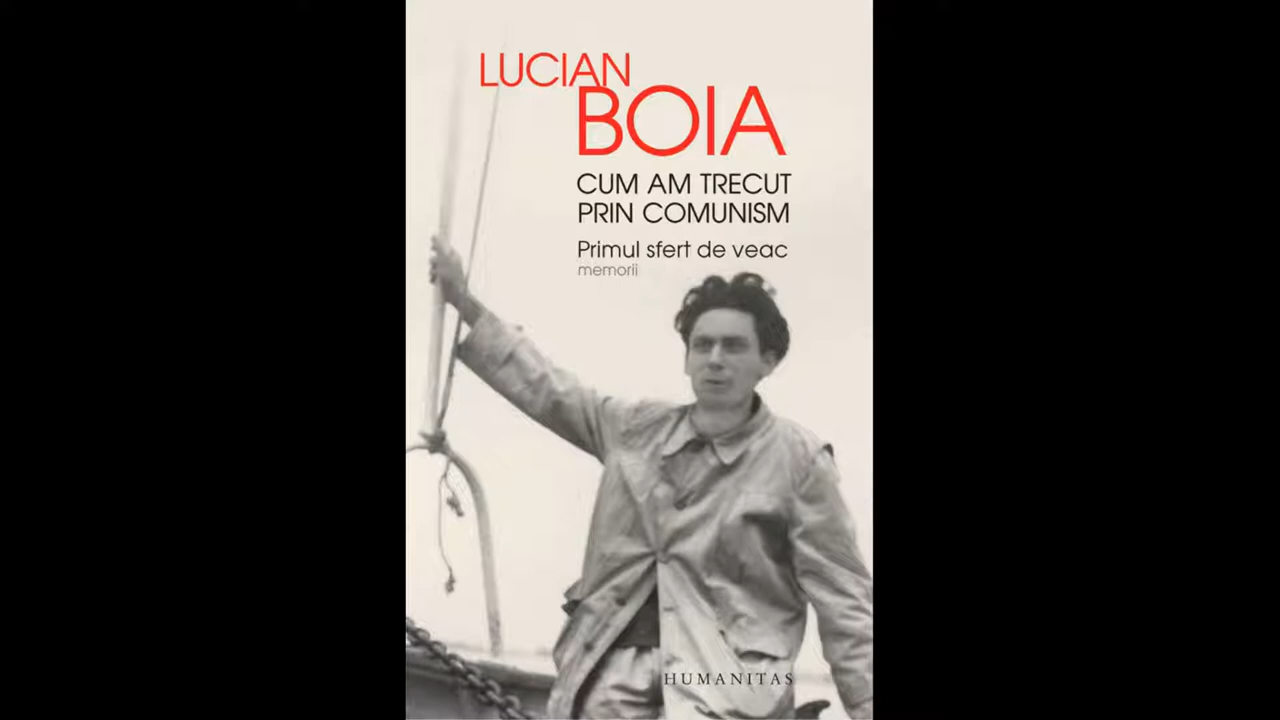 LUCIAN
BOIA
CUM AM TRECUT
PRIN COMUNISM
Primul sfert de veac
memorii
HUMANITAS